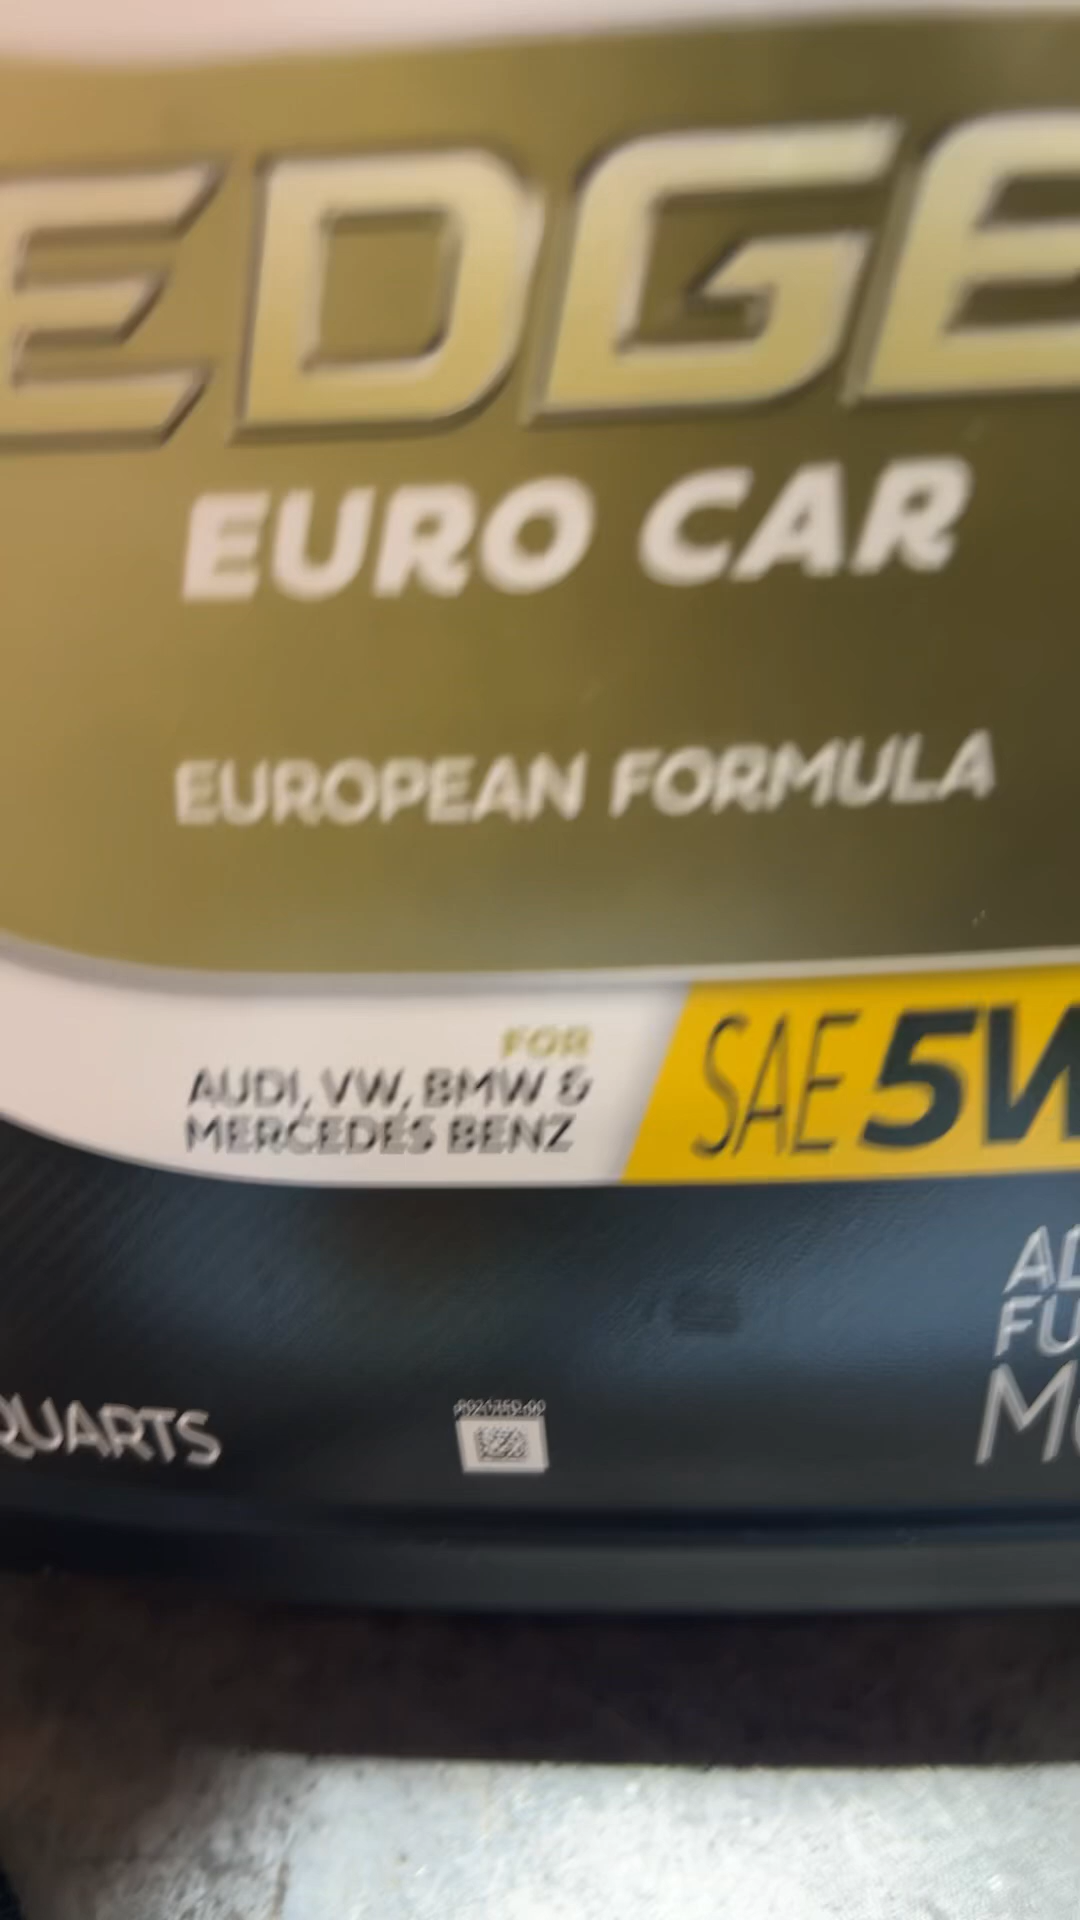 EDGE
EURO CAR
EUROPEAN FORMULA
FOR
AUDI, VW, BMW &
MERCEDES BENZ
SAE 5W
QUARTS